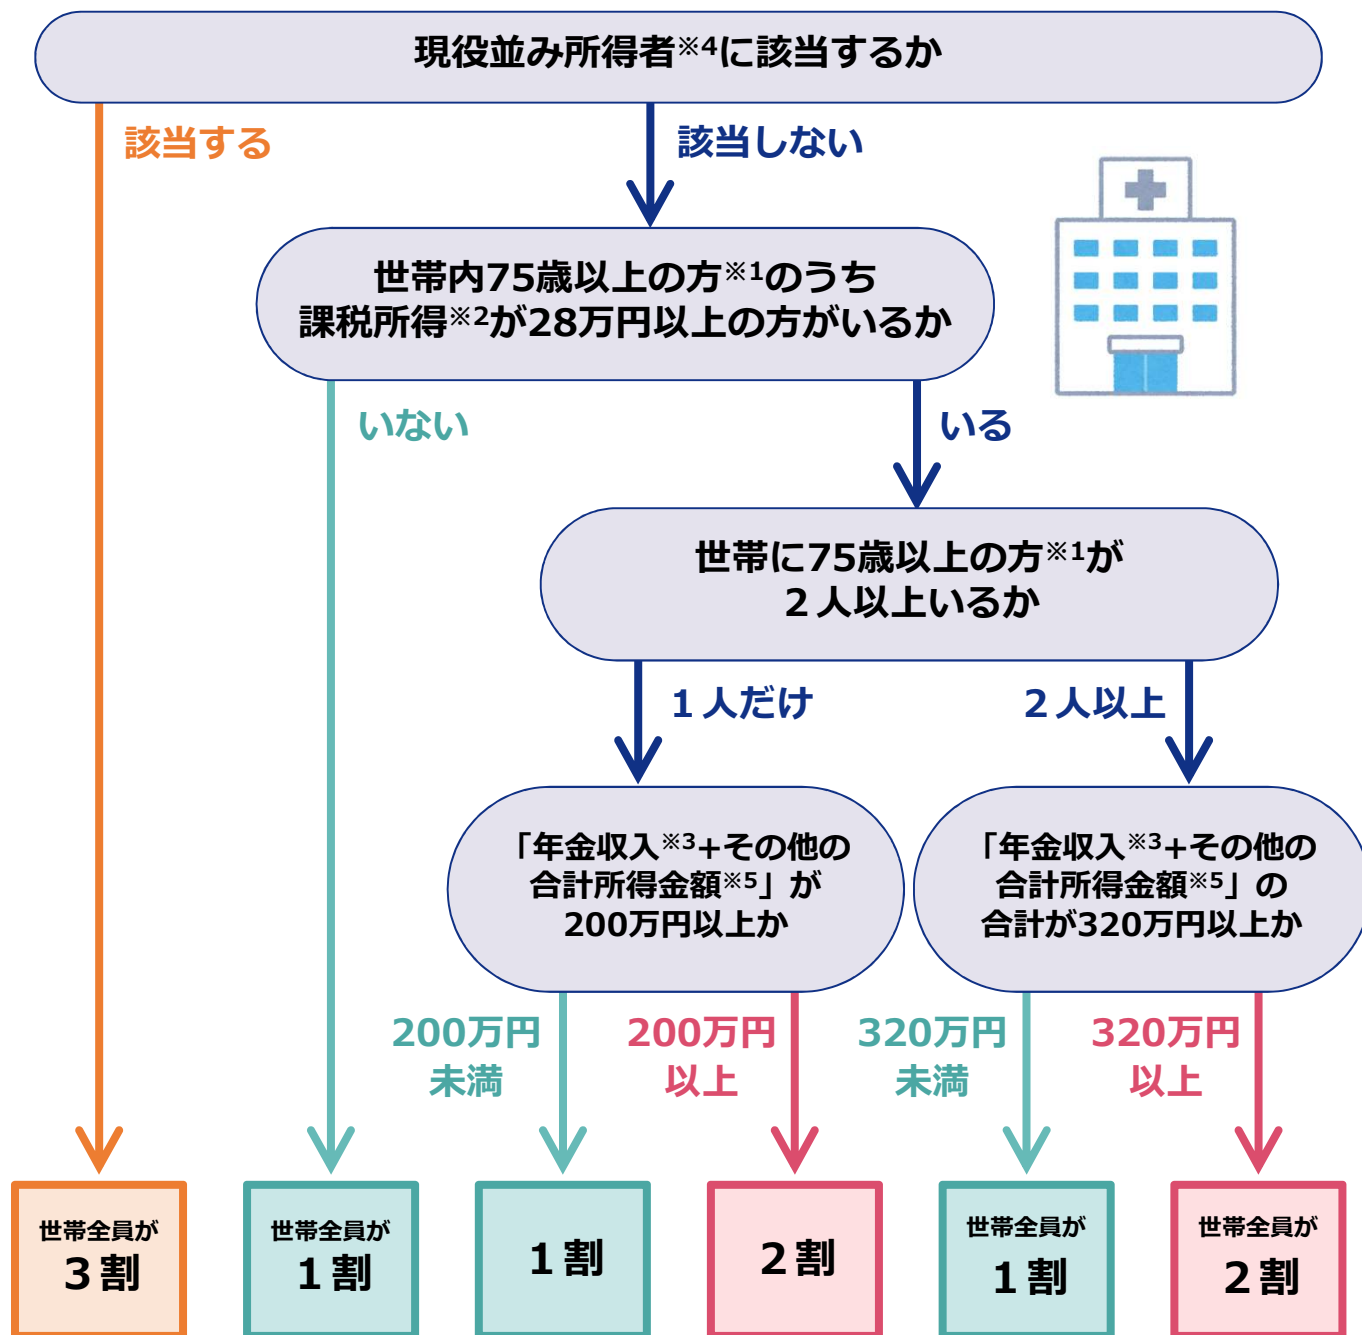 現役並み所得者※4に該当するか
該当する
該当しない
世帯内75歳以上の方※1のうち
課税所得※2が28万円以上の方がいるか
いない
いる
世帯に75歳以上の方※1が
２人以上いるか
１人だけ
２人以上
「年金収入※3+その他の
合計所得金額※5」が
200万円以上か
「年金収入※3+その他の
合計所得金額※5」の
合計が320万円以上か
200万円
未満
200万円
以上
320万円
未満
320万円
以上
世帯全員が
３割
世帯全員が
１割
１割
２割
世帯全員が
１割
世帯全員が
２割